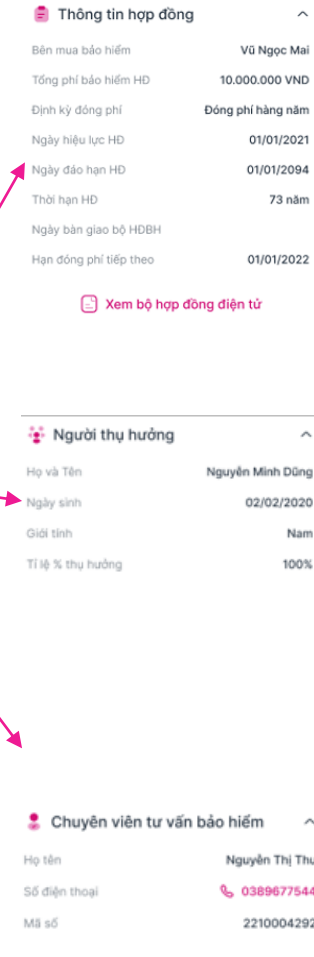 Thông tin hợp đồng
Bên mua bảo hiểm Vũ Ngọc Mai
Tổng phí bảo hiểm HĐ 10.000.000 VND
Định kỳ đóng phí Đóng phí hàng năm
Ngày hiệu lực HĐ 01/01/2021
Ngày đáo hạn HĐ 01/01/2094
Thời hạn HĐ 73 năm
Ngày bàn giao bộ HĐBH
Hạn đóng phí tiếp theo 01/01/2022
Xem bộ hợp đồng điện tử
Người thụ hưởng
Họ và Tên Nguyễn Minh Dũng
Ngày sinh 02/02/2020
Giới tính Nam
Tỉ lệ % thụ hưởng 100%
Chuyên viên tư vấn bảo hiểm
Họ tên Nguyễn Thị Thu
Số điện thoại 0389677544
Mã số 2210004292